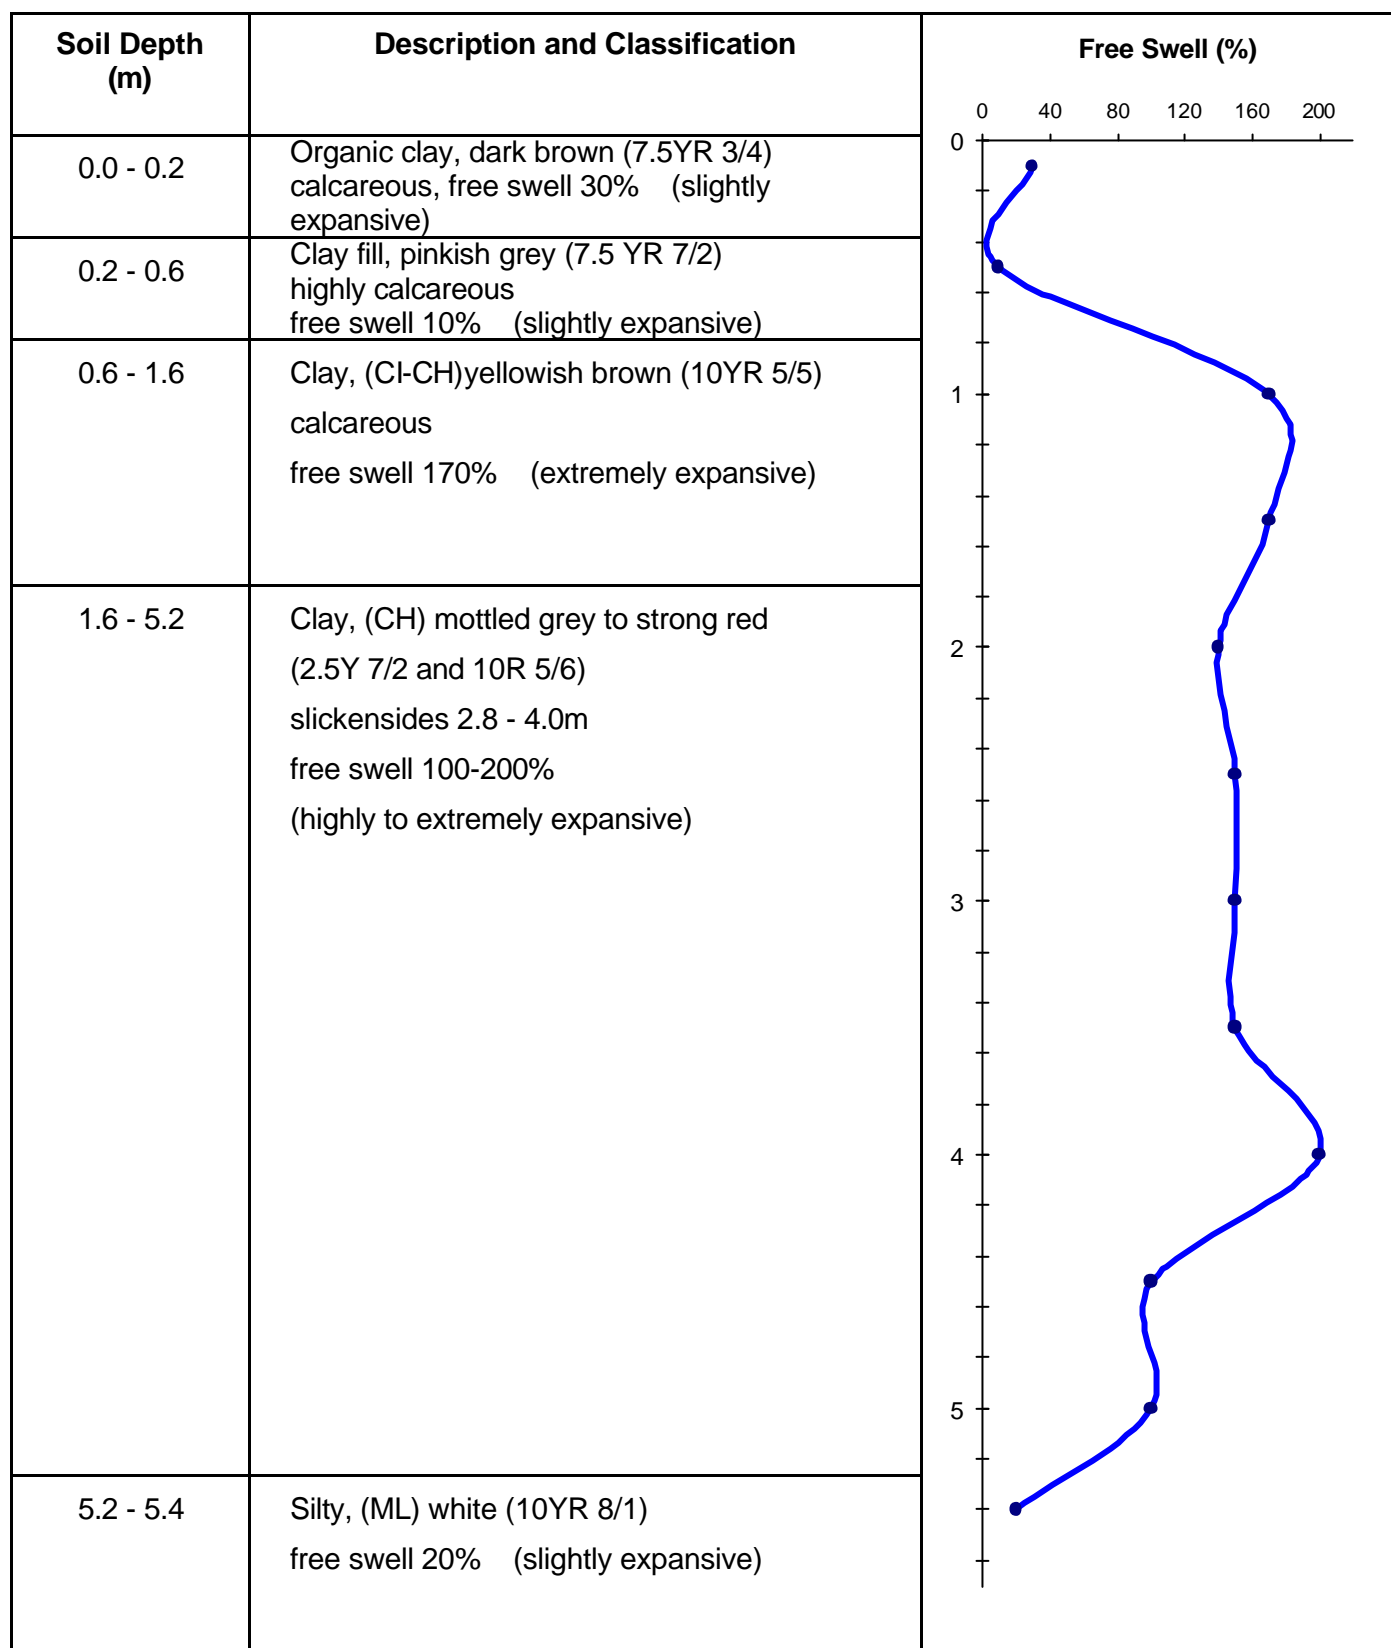 Soil Depth
(m)
Description and Classification
Free Swell (%)
0 40 80 120 160 200
0
1
2
3
4
5
0.0 - 0.2
Organic clay, dark brown (7.5YR 3/4)
calcareous, free swell 30% (slightly
expansive)
0.2 - 0.6
Clay fill, pinkish grey (7.5 YR 7/2)
highly calcareous
free swell 10% (slightly expansive)
0.6 - 1.6
Clay, (CI-CH)yellowish brown (10YR 5/5)
calcareous
free swell 170% (extremely expansive)
1.6 - 5.2
Clay, (CH) mottled grey to strong red
(2.5Y 7/2 and 10R 5/6)
slickensides 2.8 - 4.0m
free swell 100-200%
(highly to extremely expansive)
5.2 - 5.4
Silty, (ML) white (10YR 8/1)
free swell 20% (slightly expansive)